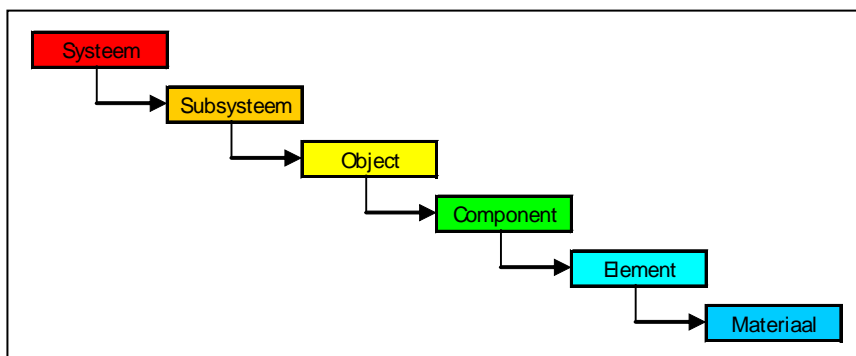 Systeem
Subsysteem
Object
Component
Element
Materiaal